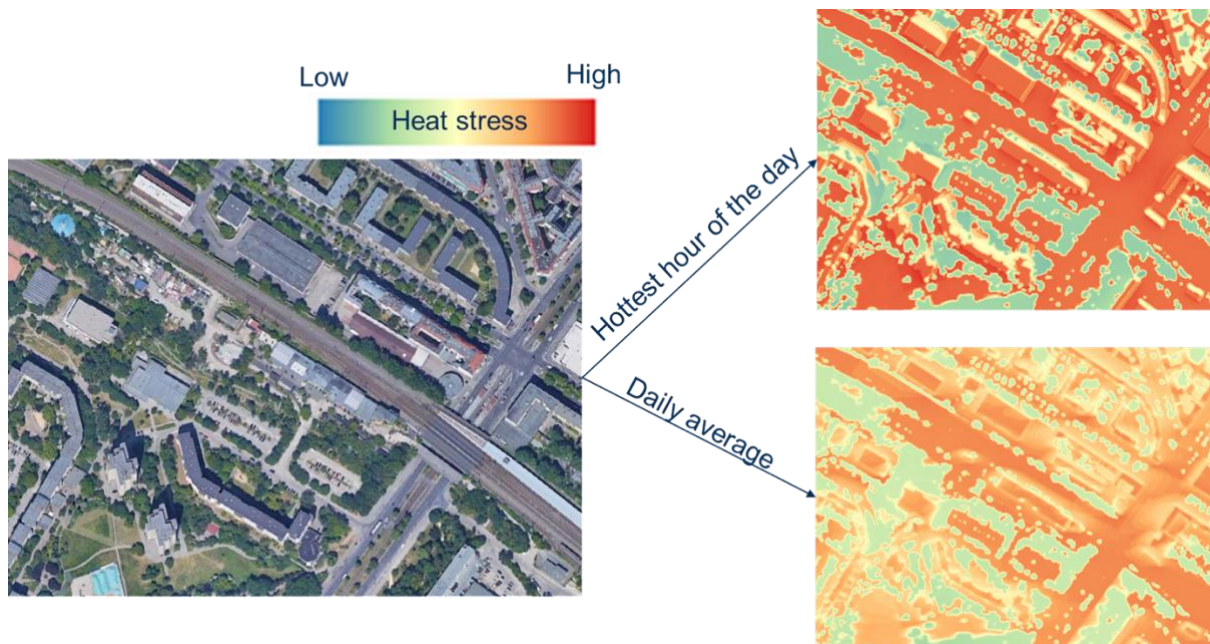 Low
High
Heat stress
Hottest hour of the day
Daily average